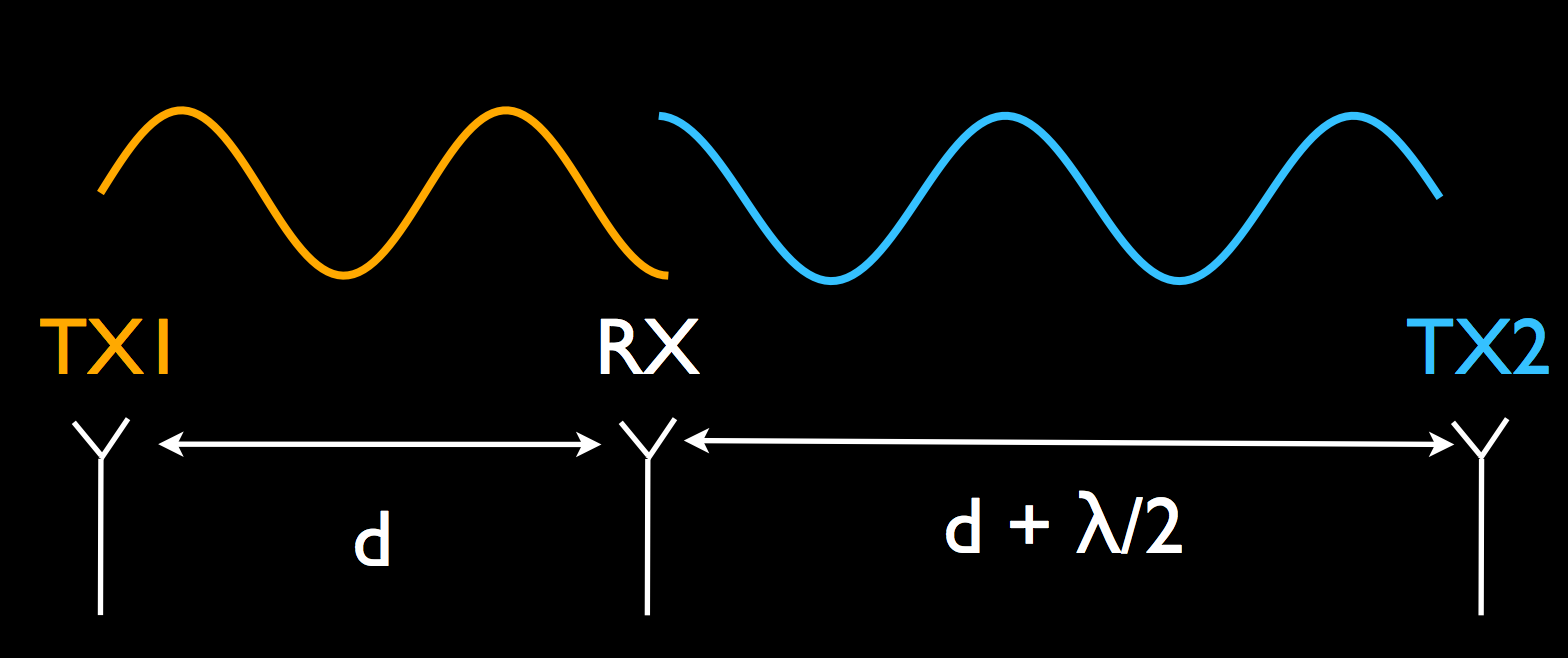 TX1 RX TX2
d d + λ/2